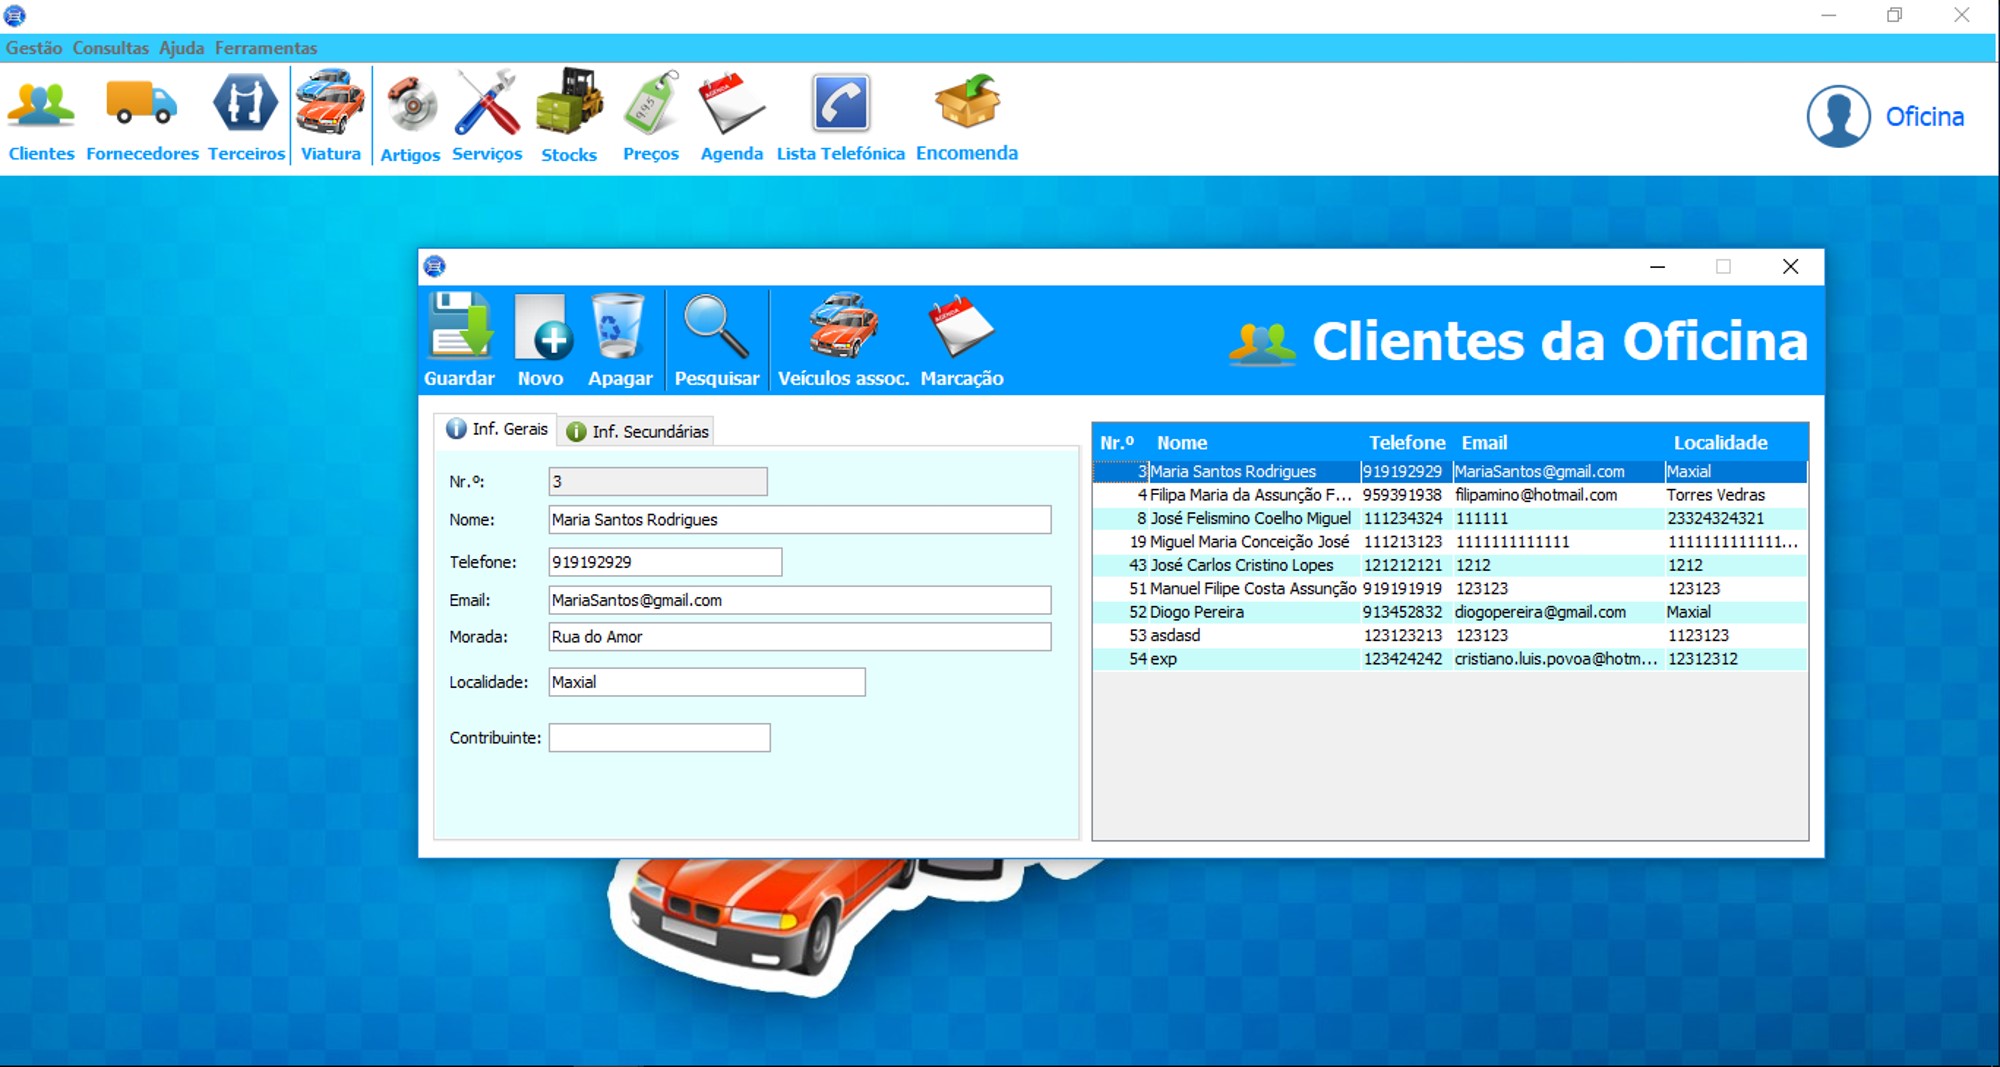 Gestão Consultas Ajuda Ferramentas
Clientes Fornecedores Terceiros Viatura Artigos Serviços Stocks Preços Agenda Lista Telefónica Encomenda
Oficina
Guardar Novo Apagar Pesquisar Veículos assoc. Marcação
Clientes da Oficina
Inf. Gerais Inf. Secundárias
Nr.º: 3
Nome: Maria Santos Rodrigues
Telefone: 919192929
Email: MariaSantos@gmail.com
Morada: Rua do Amor
Localidade: Maxial
Contribuinte:
Nr.º Nome Telefone Email Localidade
3 Maria Santos Rodrigues 919192929 MariaSantos@gmail.com Maxial
4 Filipa Maria da Assunção F... 959391938 filipamino@hotmail.com Torres Vedras
8 José Felismino Coelho Miguel 111234324 111111 23324324321
19 Miguel Maria Conceição José 111213123 1111111111111 1111111111111...
43 José Carlos Cristino Lopes 121212121 1212 1212
51 Manuel Filipe Costa Assunção 919191919 123123 123123
52 Diogo Pereira 913452832 diogopereira@gmail.com Maxial
53 asdasd 123123213 123123 1123123
54 exp 123424242 cristiano.luis.povoa@hotm... 12312312